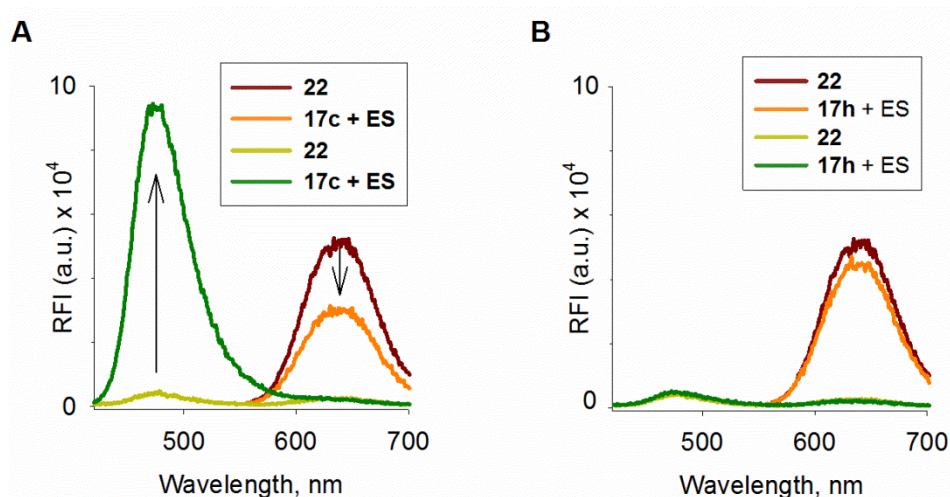 A
10
RFI (a.u.) x 10⁴
0
22
17c + ES
22
17c + ES
500
600
700
Wavelength, nm
B
10
RFI (a.u.) x 10⁴
0
22
17h + ES
22
17h + ES
500
600
700
Wavelength, nm